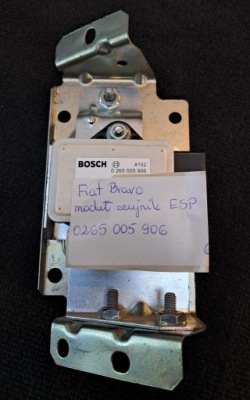 BOSCH A152
0 265 005 906
Fiat Bravo
moduł czujnik ESP
0265 005 906